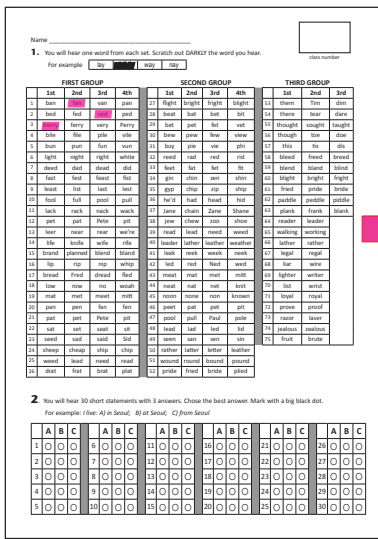 Name
class number
1. You will hear one word from each set. Scratch out DARKLY the word you hear.
For example lay way nay
FIRST GROUP SECOND GROUP THIRD GROUP
1st 2nd 3rd 4th 1st 2nd 3rd 4th 1st 2nd 3rd
1 ban fan van pan 27 flight bright fright blight 53 them Tim dim
2 bed fed ped 28 beat bat bet bit 54 there tear dare
3 berry ferry very Perry 29 bet pet fet vet 55 thought sought taught
4 bile file pile vile 30 bew pew few view 56 though toe doe
5 bun pun fun vun 31 buy pie vie phi 57 this tis dis
6 light night right white 32 reed rad red rid 58 bleed freed breed
7 deed dad dead did 33 feet fat fet fit 59 blend bland blind
8 fast feet feast fist 34 gin chin zen shin 60 blight bright fright
9 least list last lest 35 gyp chip zip ship 61 fried pride bride
10 fool full pool pull 36 he'd had head hid 62 paddle peddle piddle
11 lack rack nack wack 37 Jane chain Zane Shane 63 plank frank blank
12 pat pet Pete pit 38 jew chew zoo shoe 64 reader leader
13 leer near rear we're 39 read lead need weed 65 walking working
14 life knife wife rife 40 leader lather leather weather 66 lather rather
15 brand planned blend bland 41 leak reek week neek 67 legal regal
16 lip rip nip whip 42 led red Ned wed 68 liar wire
17 bread Fred dread fled 43 meat mat met mitt 69 lighter writer
18 low row no woah 44 neat nat net knit 70 list wrist
19 mat met meet mitt 45 noon none non known 71 loyal royal
20 pan pen fan fen 46 peet pat pet pit 72 prove proof
21 pat pet Pete pit 47 pool pull Paul pole 73 razor laser
22 sat set seat sit 48 lead lad led lid 74 jealous zealous
23 seed sad said Sid 49 seen san sen sin 75 fruit brute
24 sheep cheap ship chip 50 rather latter letter leather
25 weed lead need read 51 wound round bound pound
26 drat frat brat plat 52 pride fried bride plied
2 You will hear 30 short statements with 3 answers. Chose the best answer. Mark with a big black dot.
For example: I live: A) in Seoul; B) at Seoul; C) from Seoul
A B C A B C A B C A B C A B C A B C
1 O O O 6 O O O 11 O O O 16 O O O 21 O O O 26 O O O
2 O O O 7 O O O 12 O O O 17 O O O 22 O O O 27 O O O
3 O O O 8 O O O 13 O O O 18 O O O 23 O O O 28 O O O
4 O O O 9 O O O 14 O O O 19 O O O 24 O O O 29 O O O
5 O O O 10 O O O 15 O O O 20 O O O 25 O O O 30 O O O